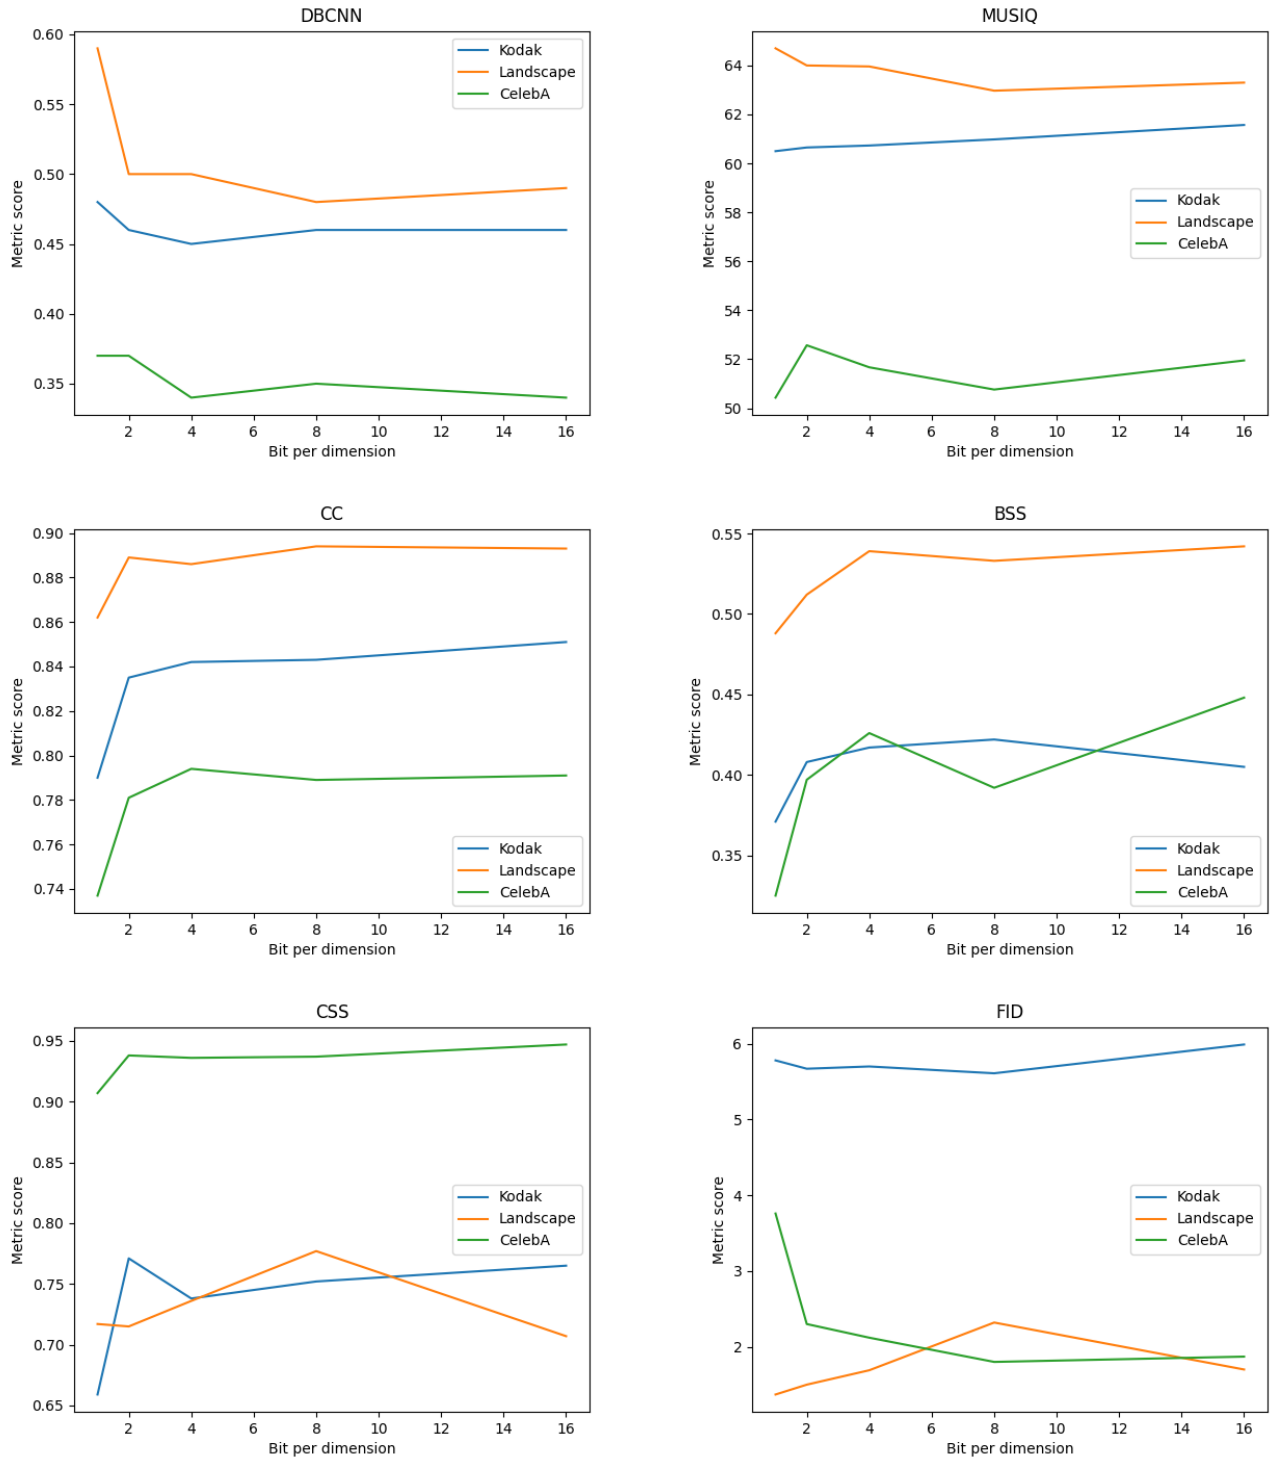 DBCNN
0.60
0.55
0.50
0.45
0.40
0.35
Metric score
Kodak
Landscape
CelebA
2 4 6 8 10 12 14 16
Bit per dimension
MUSIQ
64
62
60
58
56
54
52
50
Metric score
Kodak
Landscape
CelebA
2 4 6 8 10 12 14 16
Bit per dimension
CC
0.90
0.88
0.86
0.84
0.82
0.80
0.78
0.76
0.74
Metric score
Kodak
Landscape
CelebA
2 4 6 8 10 12 14 16
Bit per dimension
BSS
0.55
0.50
0.45
0.40
0.35
Metric score
Kodak
Landscape
CelebA
2 4 6 8 10 12 14 16
Bit per dimension
CSS
0.95
0.90
0.85
0.80
0.75
0.70
0.65
Metric score
Kodak
Landscape
CelebA
2 4 6 8 10 12 14 16
Bit per dimension
FID
6
5
4
3
2
Metric score
Kodak
Landscape
CelebA
2 4 6 8 10 12 14 16
Bit per dimension